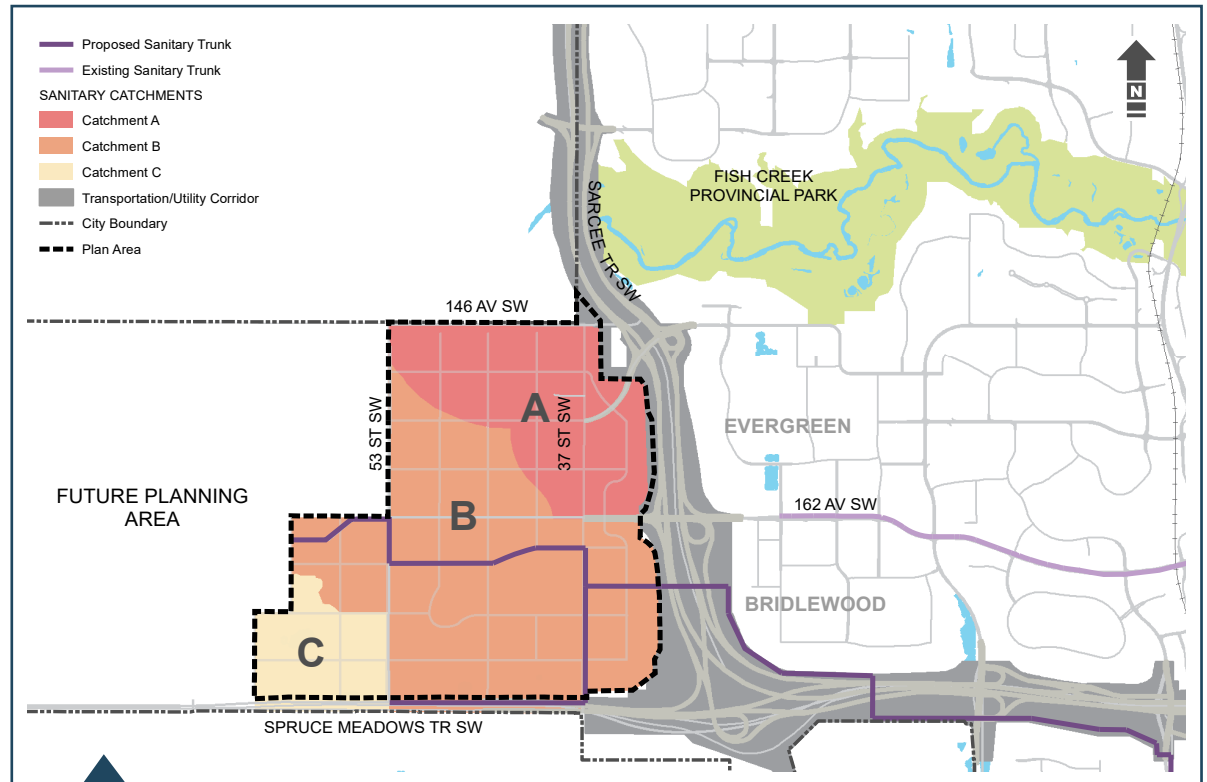 Proposed Sanitary Trunk
Existing Sanitary Trunk
SANITARY CATCHMENTS
Catchment A
Catchment B
Catchment C
Transportation/Utility Corridor
City Boundary
Plan Area
N
FISH CREEK
PROVINCIAL PARK
SARCEE TR SW
146 AV SW
A
53 ST SW
37 ST SW
EVERGREEN
FUTURE PLANNING
AREA
B
162 AV SW
BRIDLEWOOD
C
SPRUCE MEADOWS TR SW